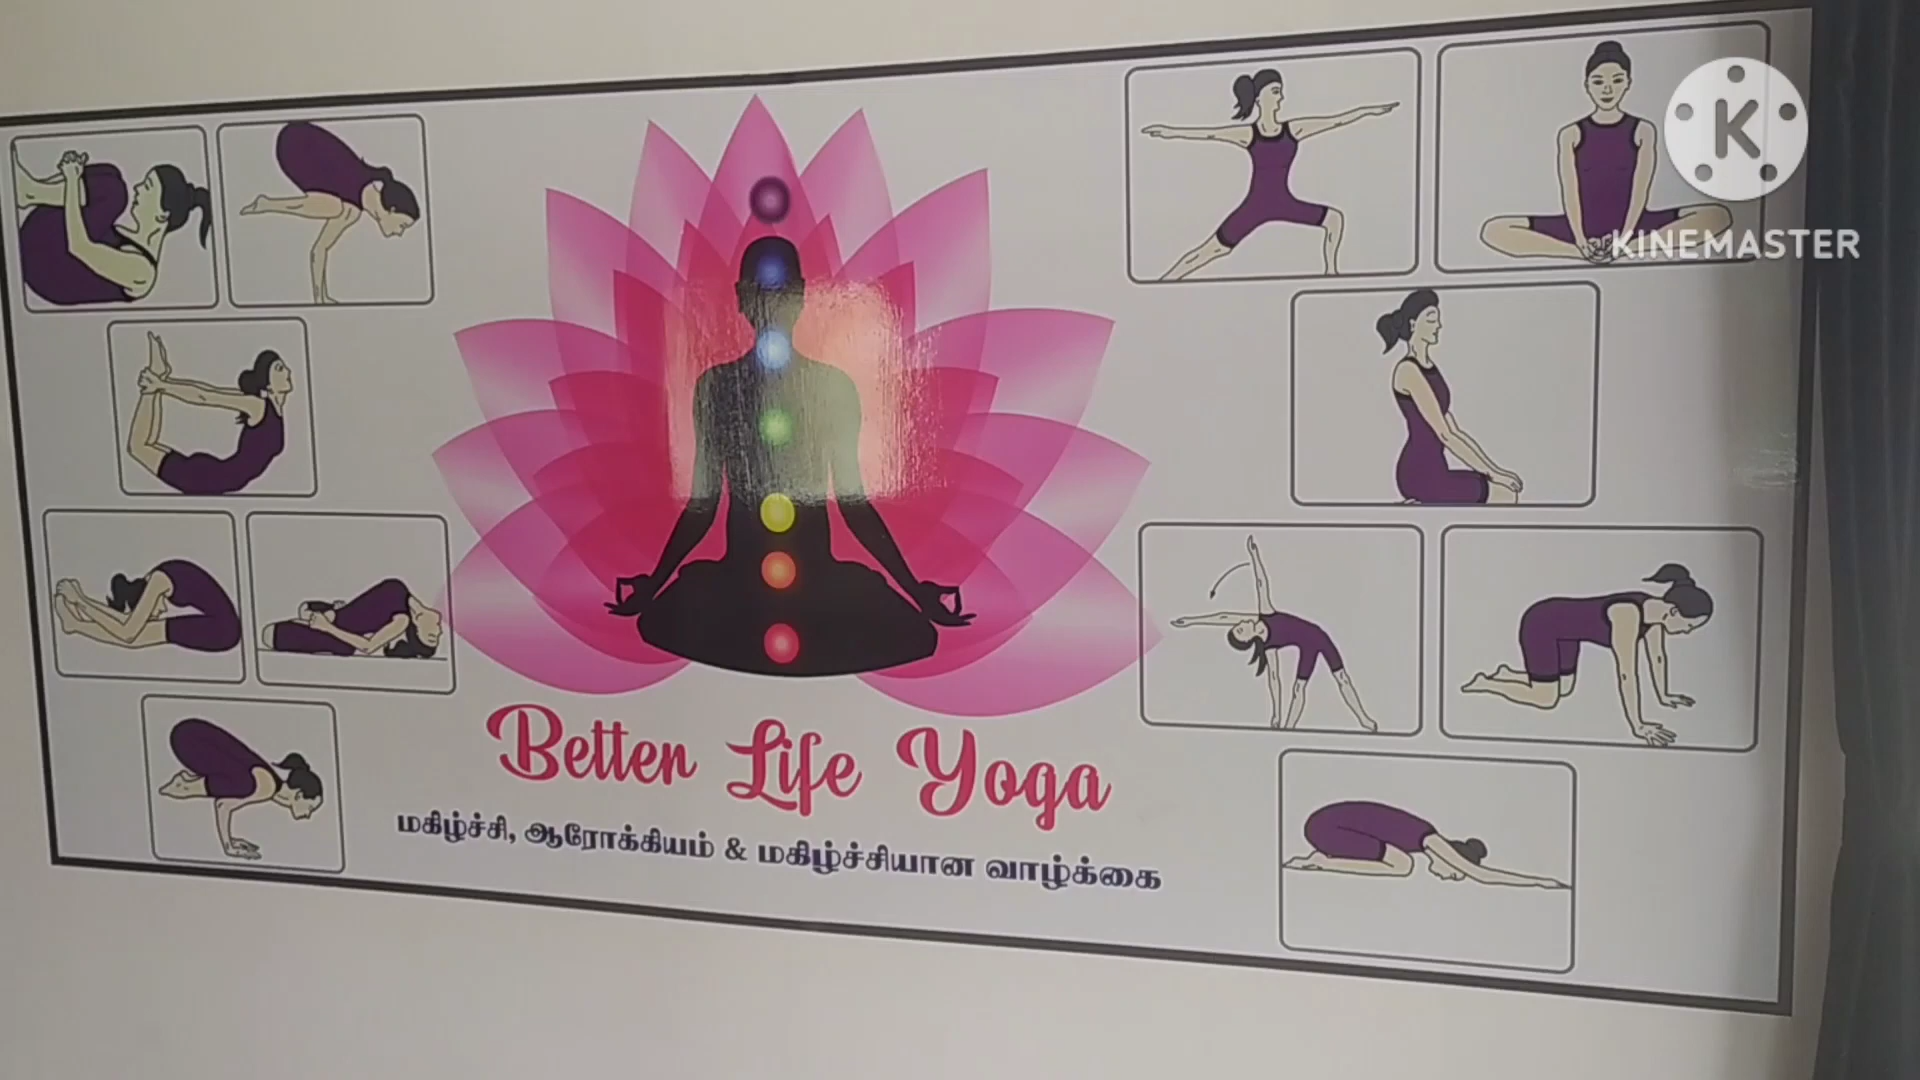 K
KINEMASTER
Better Life Yoga
மகிழ்ச்சி, ஆரோக்கியம் & மகிழ்ச்சியான வாழ்க்கை